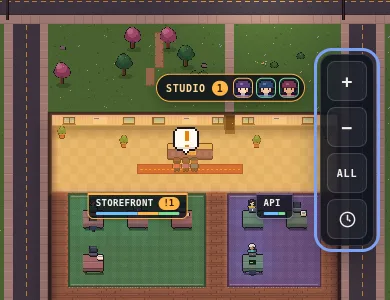 STUDIO 1
+
−
ALL
STOREFRONT !1
API
!